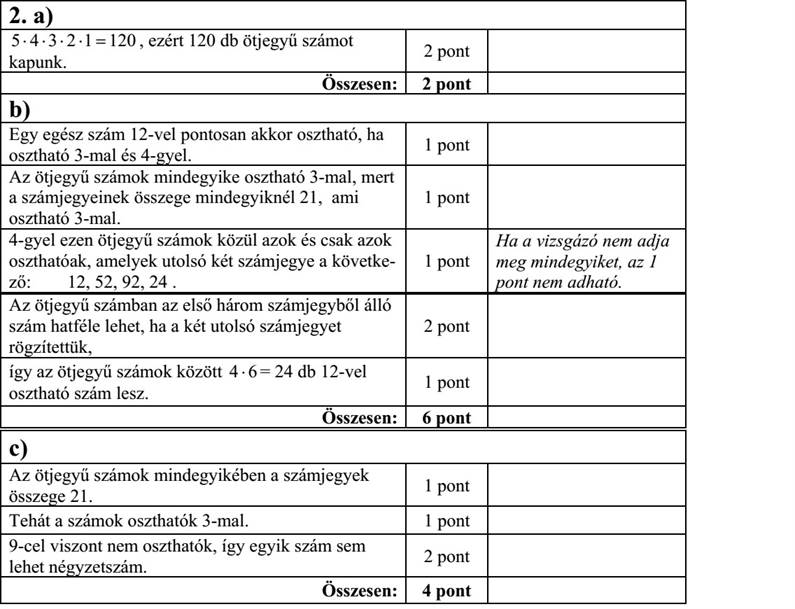 2. a)
5 · 4 · 3 · 2 · 1 = 120 , ezért 120 db ötjegyű számot
kapunk.
2 pont
Összesen: 2 pont
b)
Egy egész szám 12-vel pontosan akkor osztható, ha
osztható 3-mal és 4-gyel.
1 pont
Az ötjegyű számok mindegyike osztható 3-mal, mert
a számjegyeinek összege mindegyiknél 21, ami
osztható 3-mal.
1 pont
4-gyel ezen ötjegyű számok közül azok és csak azok
oszthatóak, amelyek utolsó két számjegye a követke-
ző: 12, 52, 92, 24 .
1 pont
Ha a vizsgázó nem adja
meg mindegyiket, az 1
pont nem adható.
Az ötjegyű számban az első három számjegyből álló
szám hatféle lehet, ha a két utolsó számjegyet
rögzítettük,
2 pont
így az ötjegyű számok között 4 · 6 = 24 db 12-vel
osztható szám lesz.
1 pont
Összesen: 6 pont
c)
Az ötjegyű számok mindegyikében a számjegyek
összege 21.
1 pont
Tehát a számok oszthatók 3-mal.
1 pont
9-cel viszont nem oszthatók, így egyik szám sem
lehet négyzetszám.
2 pont
Összesen: 4 pont